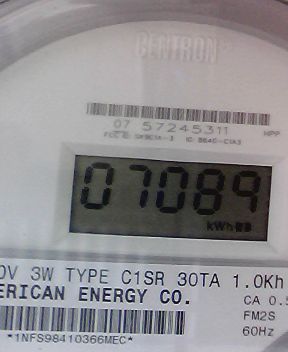 CENTRON
07 57245311
HPP
07089
kWh
0V 3W TYPE C1SR 30TA 1.0Kh
ERICAN ENERGY CO.
CA 0.5
FM2S
60Hz
*1NFS98410366MEC*